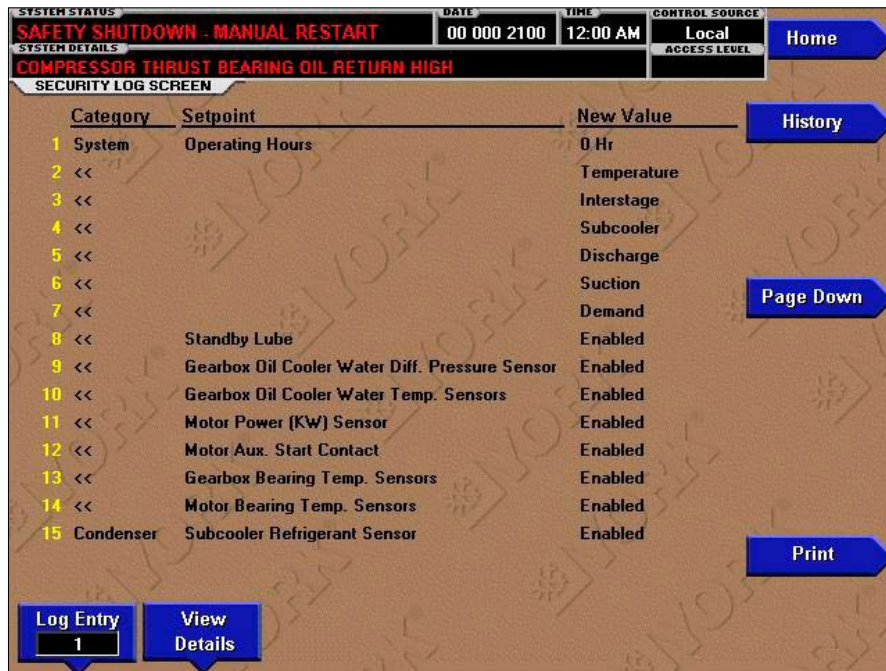 SYSTEM STATUS
SAFETY SHUTDOWN - MANUAL RESTART
DATE
00 000 2100
TIME
12:00 AM
CONTROL SOURCE
Local
ACCESS LEVEL
SYSTEM DETAILS
COMPRESSOR THRUST BEARING OIL RETURN HIGH
Home
SECURITY LOG SCREEN
Category Setpoint New Value
History
1 System Operating Hours 0 Hr
2 << Temperature
3 << Interstage
4 << Subcooler
5 << Discharge
6 << Suction
7 << Demand
Page Down
8 << Standby Lube Enabled
9 << Gearbox Oil Cooler Water Diff. Pressure Sensor Enabled
10 << Gearbox Oil Cooler Water Temp. Sensors Enabled
11 << Motor Power (KW) Sensor Enabled
12 << Motor Aux. Start Contact Enabled
13 << Gearbox Bearing Temp. Sensors Enabled
14 << Motor Bearing Temp. Sensors Enabled
15 Condenser Subcooler Refrigerant Sensor Enabled
Print
Log Entry
1
View
Details
YORK